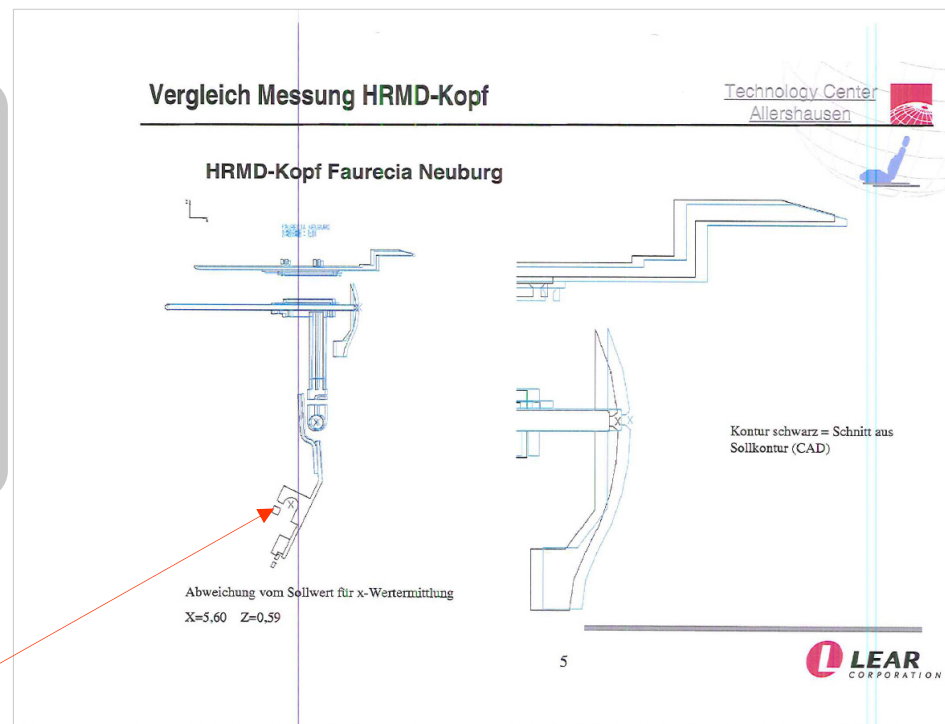 Vergleich Messung HRMD-Kopf
Technology Center
Allershausen
HRMD-Kopf Faurecia Neuburg
Kontur schwarz = Schnitt aus
Sollkontur (CAD)
Abweichung vom Sollwert für x-Wertermittlung
X=5,60 Z=0,59
5
LEAR
CORPORATION